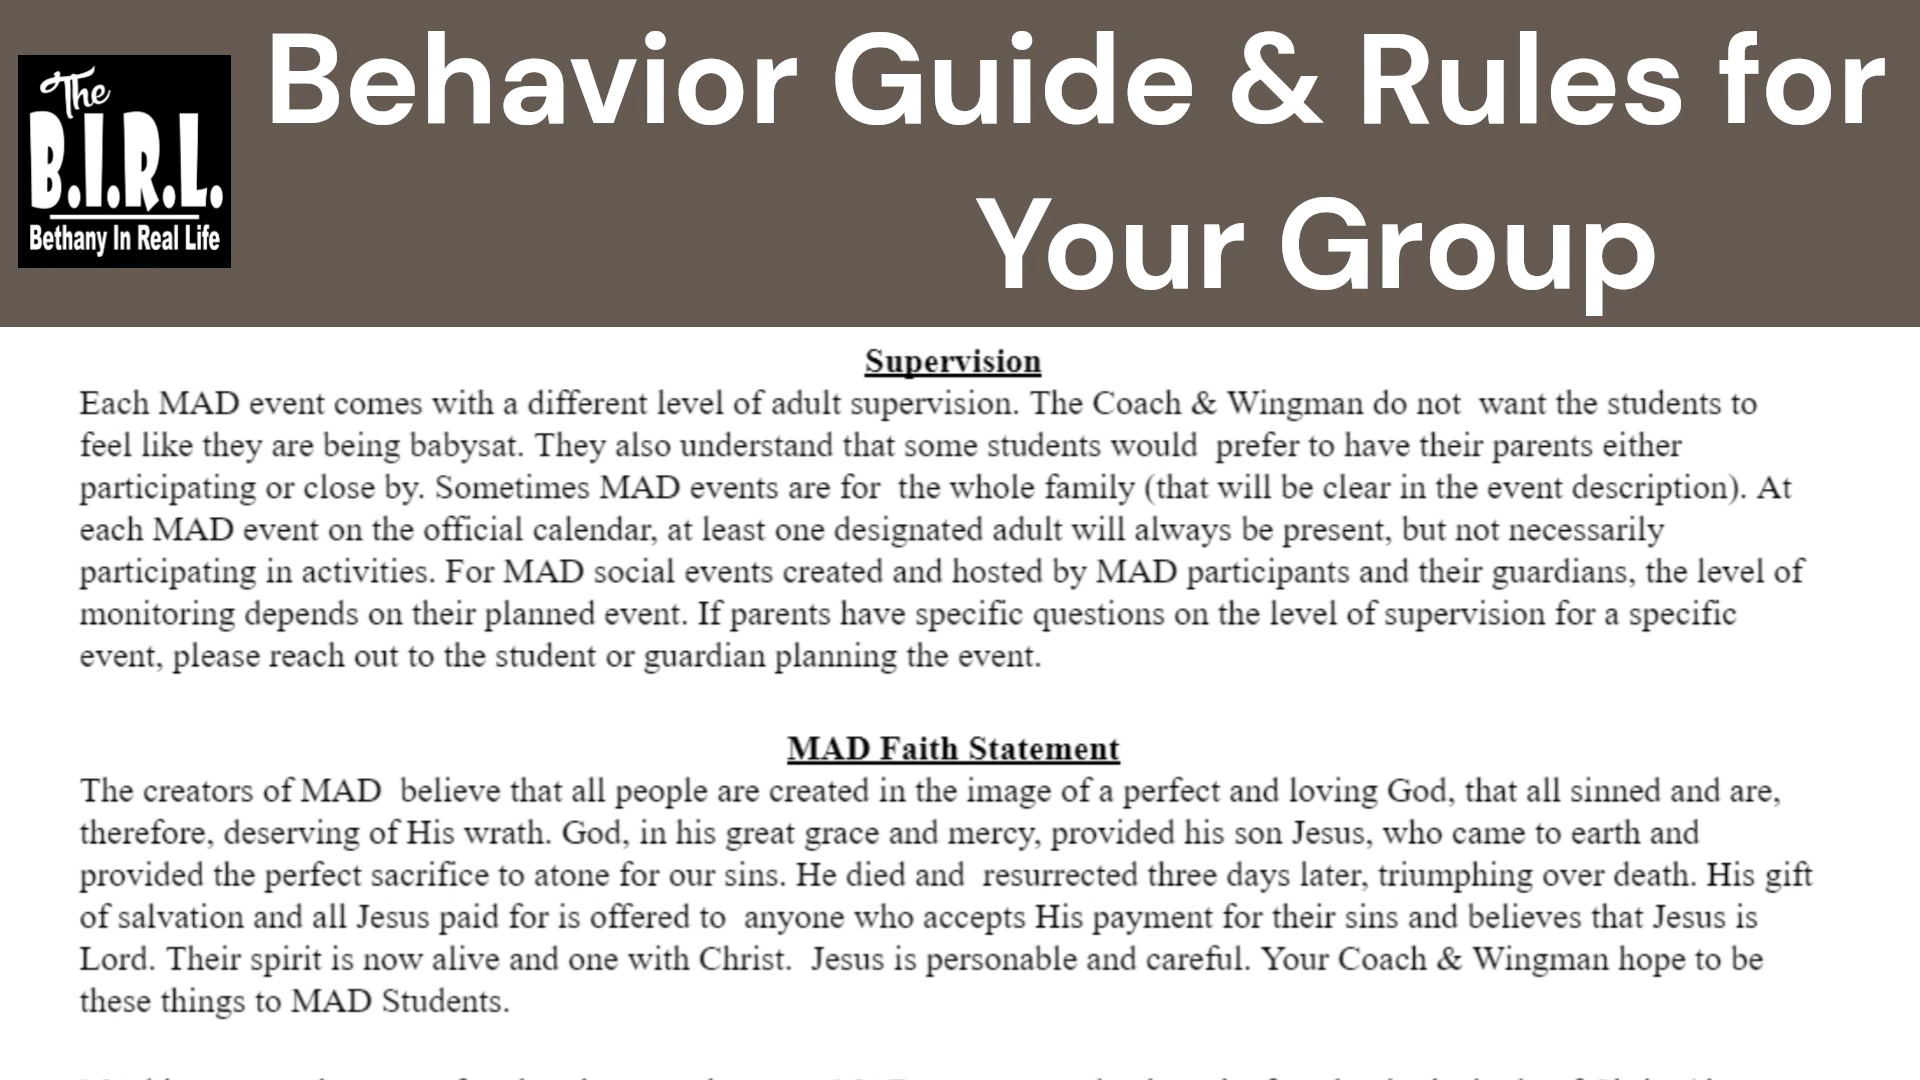 The
B.I.R.L.
Bethany In Real Life
Behavior Guide & Rules for
Your Group
Supervision
Each MAD event comes with a different level of adult supervision. The Coach & Wingman do not want the students to
feel like they are being babysat. They also understand that some students would prefer to have their parents either
participating or close by. Sometimes MAD events are for the whole family (that will be clear in the event description). At
each MAD event on the official calendar, at least one designated adult will always be present, but not necessarily
participating in activities. For MAD social events created and hosted by MAD participants and their guardians, the level of
monitoring depends on their planned event. If parents have specific questions on the level of supervision for a specific
event, please reach out to the student or guardian planning the event.
MAD Faith Statement
The creators of MAD believe that all people are created in the image of a perfect and loving God, that all sinned and are,
therefore, deserving of His wrath. God, in his great grace and mercy, provided his son Jesus, who came to earth and
provided the perfect sacrifice to atone for our sins. He died and resurrected three days later, triumphing over death. His gift
of salvation and all Jesus paid for is offered to anyone who accepts His payment for their sins and believes that Jesus is
Lord. Their spirit is now alive and one with Christ. Jesus is personable and careful. Your Coach & Wingman hope to be
these things to MAD Students.